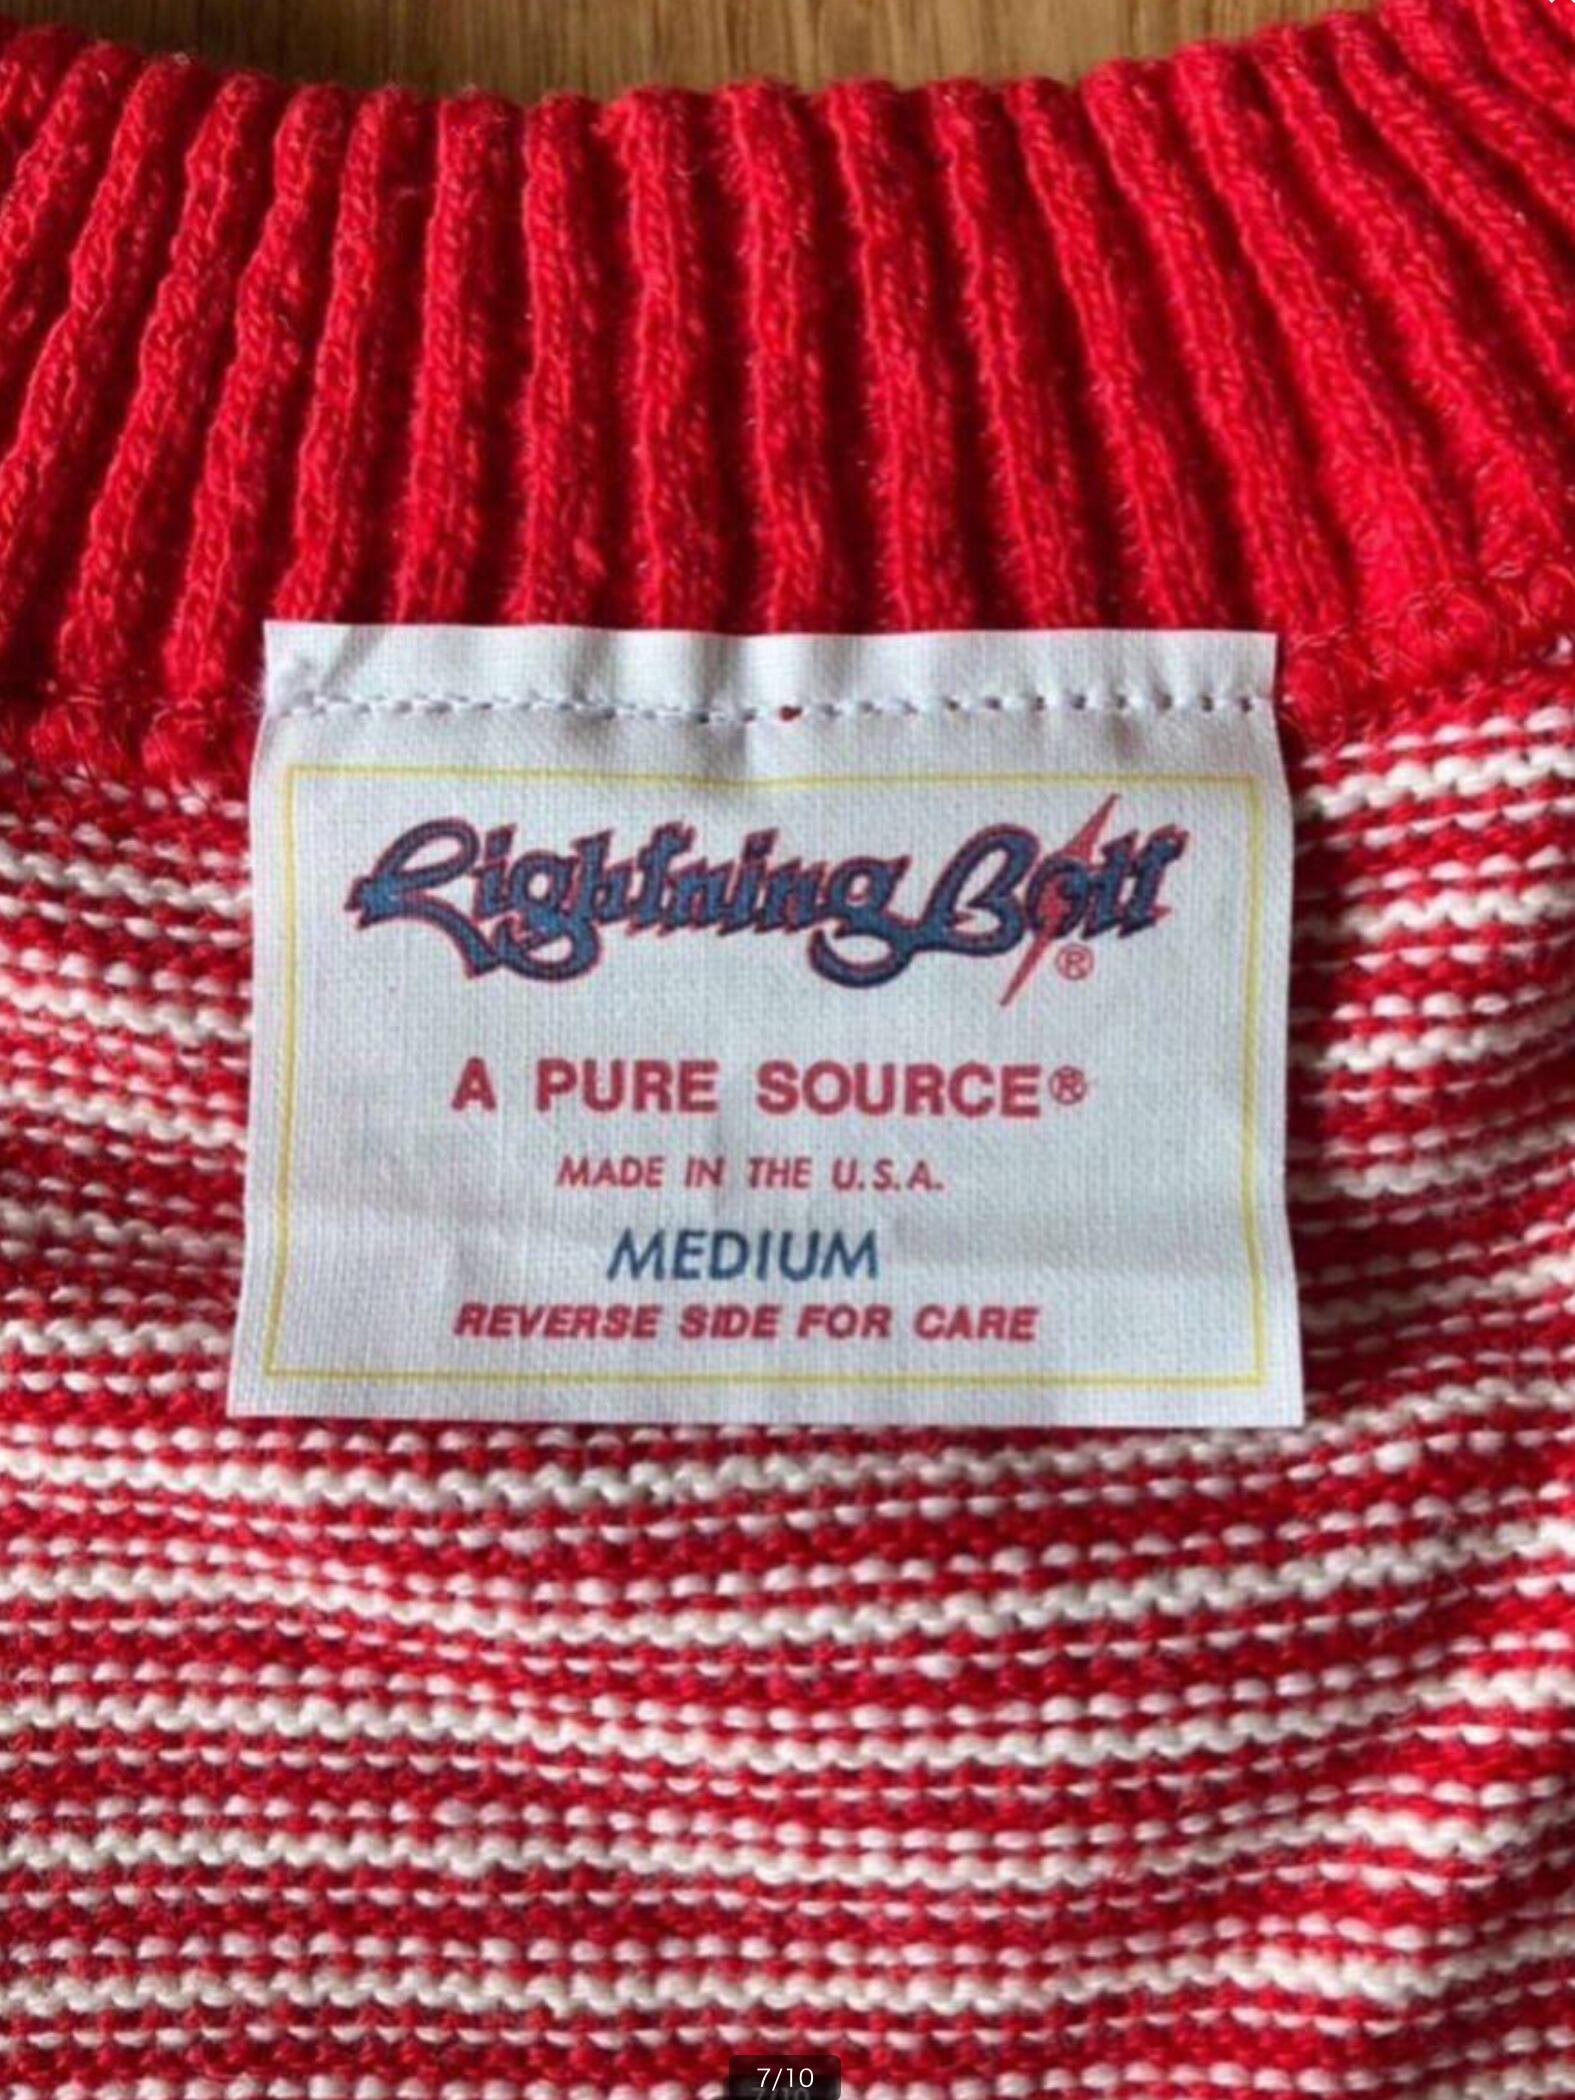 Lightning Bolt®
A PURE SOURCE®
MADE IN THE U.S.A.
MEDIUM
REVERSE SIDE FOR CARE
7/10